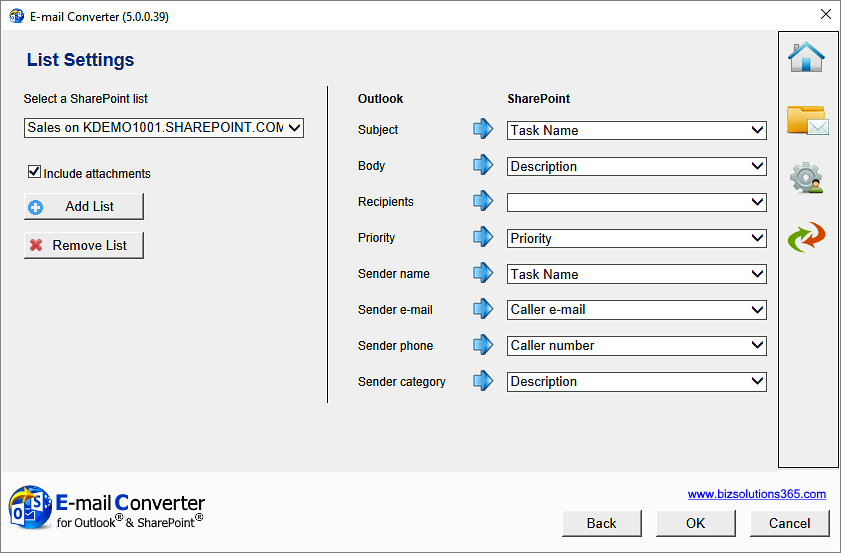 E-mail Converter (5.0.0.39)
List Settings
Select a SharePoint list
Sales on KDEMO1001.SHAREPOINT.COM
Include attachments
Add List
Remove List
Outlook SharePoint
Subject Task Name
Body Description
Recipients
Priority Priority
Sender name Task Name
Sender e-mail Caller e-mail
Sender phone Caller number
Sender category Description
O S
E-mail Converter
for Outlook® & SharePoint®
www.bizsolutions365.com
Back OK Cancel